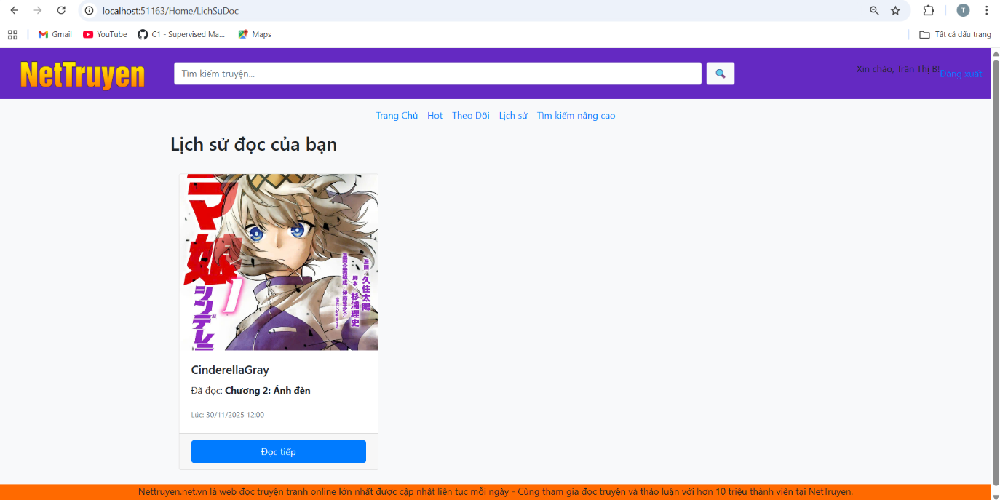 localhost:51163/Home/LichSuDoc
T
Gmail
YouTube
C1 - Supervised Ma...
Maps
Tất cả dấu trang
NetTruyen
Tìm kiếm truyện...
Xin chào, Trần Thị B!
Đăng xuất
Trang Chủ Hot Theo Dõi Lịch sử Tìm kiếm nâng cao
Lịch sử đọc của bạn
マ
娘
シンデレ
1
漫画 久住太陽
脚本 杉浦理史
漫画企画構成 伊藤隼之介
原作 Cygames
CinderellaGray
Đã đọc: Chương 2: Ánh đèn
Lúc: 30/11/2025 12:00
Đọc tiếp
Nettruyen.net.vn là web đọc truyện tranh online lớn nhất được cập nhật liên tục mỗi ngày - Cùng tham gia đọc truyện và thảo luận với hơn 10 triệu thành viên tại NetTruyen.